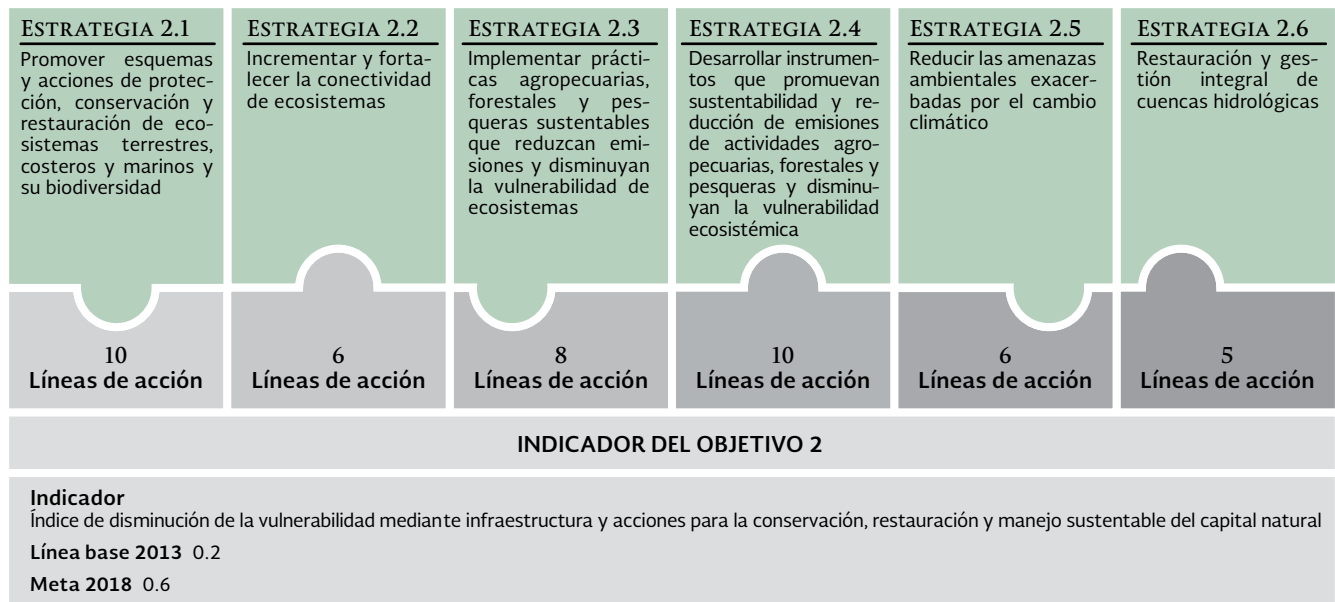 ESTRATEGIA 2.1
Promover esquemas
y acciones de protec-
ción, conservación y
restauración de eco-
sistemas terrestres,
costeros y marinos y
su biodiversidad
10
Líneas de acción
ESTRATEGIA 2.2
Incrementar y forta-
lecer la conectividad
de ecosistemas
6
Líneas de acción
ESTRATEGIA 2.3
Implementar prácti-
cas agropecuarias,
forestales y pes-
queras sustentables
que reduzcan emi-
siones y disminuyan
la vulnerabilidad de
ecosistemas
8
Líneas de acción
ESTRATEGIA 2.4
Desarrollar instrumen-
tos que promuevan
sustentabilidad y re-
ducción de emisiones
de actividades agro-
pecuarias, forestales y
pesqueras y disminu-
yan la vulnerabilidad
ecosistémica
10
Líneas de acción
ESTRATEGIA 2.5
Reducir las amenazas
ambientales exacer-
badas por el cambio
climático
6
Líneas de acción
ESTRATEGIA 2.6
Restauración y ges-
tión integral de
cuencas hidrológicas
5
Líneas de acción
INDICADOR DEL OBJETIVO 2
Indicador
Índice de disminución de la vulnerabilidad mediante infraestructura y acciones para la conservación, restauración y manejo sustentable del capital natural
Línea base 2013 0.2
Meta 2018 0.6